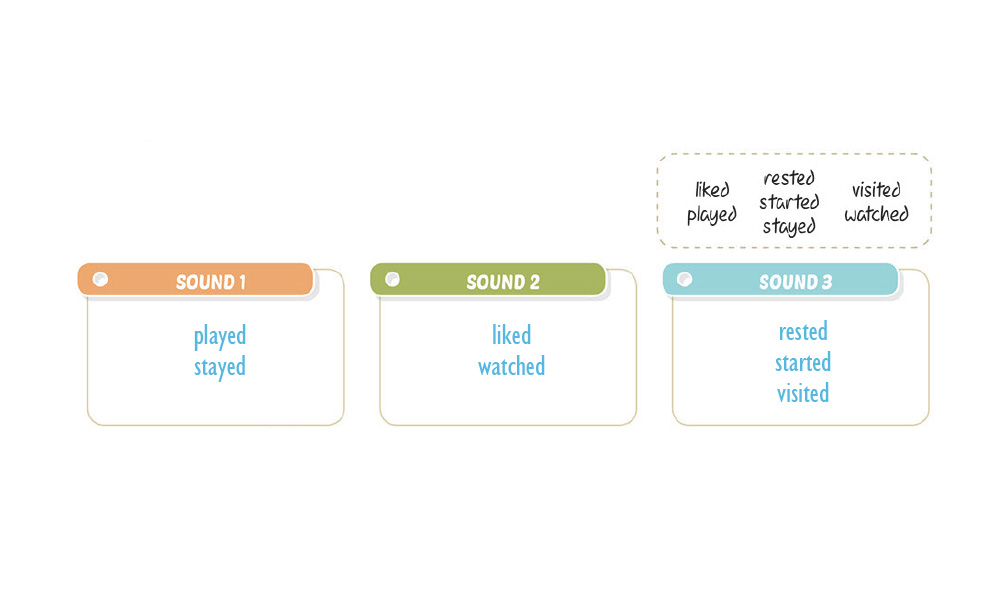 liked
played
rested
started
stayed
visited
watched
SOUND 1
played
stayed
SOUND 2
liked
watched
SOUND 3
rested
started
visited